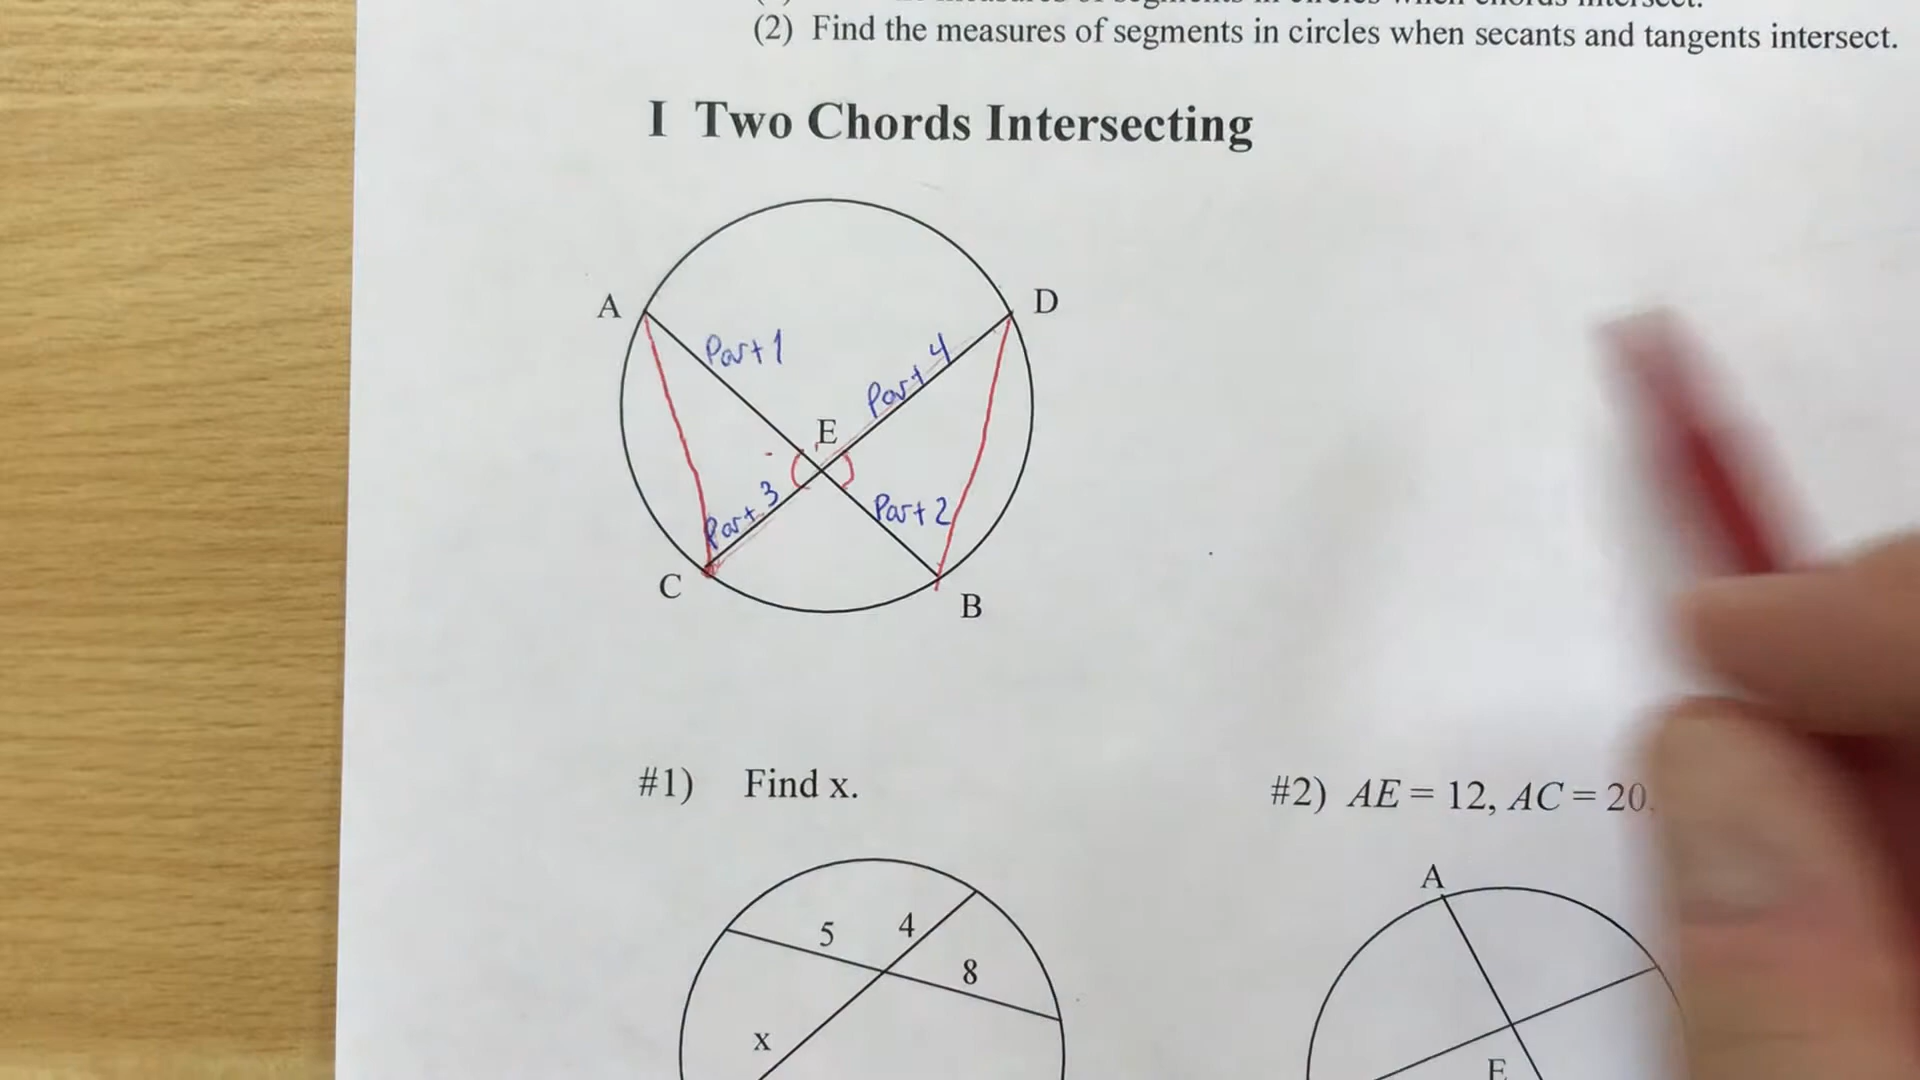 (2) Find the measures of segments in circles when secants and tangents intersect.
I Two Chords Intersecting
A
D
Part 1
Part 4
E
Part 3
Part 2
C
B
#1) Find x.
#2) AE = 12, AC = 20.
A
5
4
8
x
E